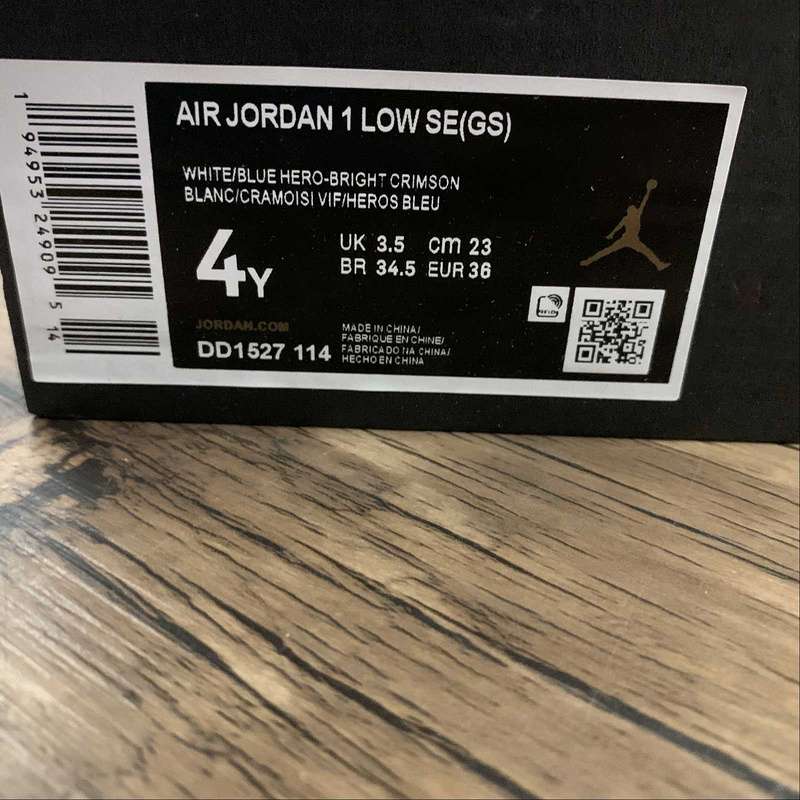 AIR JORDAN 1 LOW SE(GS)
WHITE/BLUE HERO-BRIGHT CRIMSON
BLANC/CRAMOISI VIF/HEROS BLEU
4Y
UK 3.5 cm 23
BR 34.5 EUR 36
JORDAN.COM
DD1527 114
MADE IN CHINA/
FABRIQUE EN CHINE/
FABRICADO NA CHINA/
HECHO EN CHINA
1 94953 24909 5 14